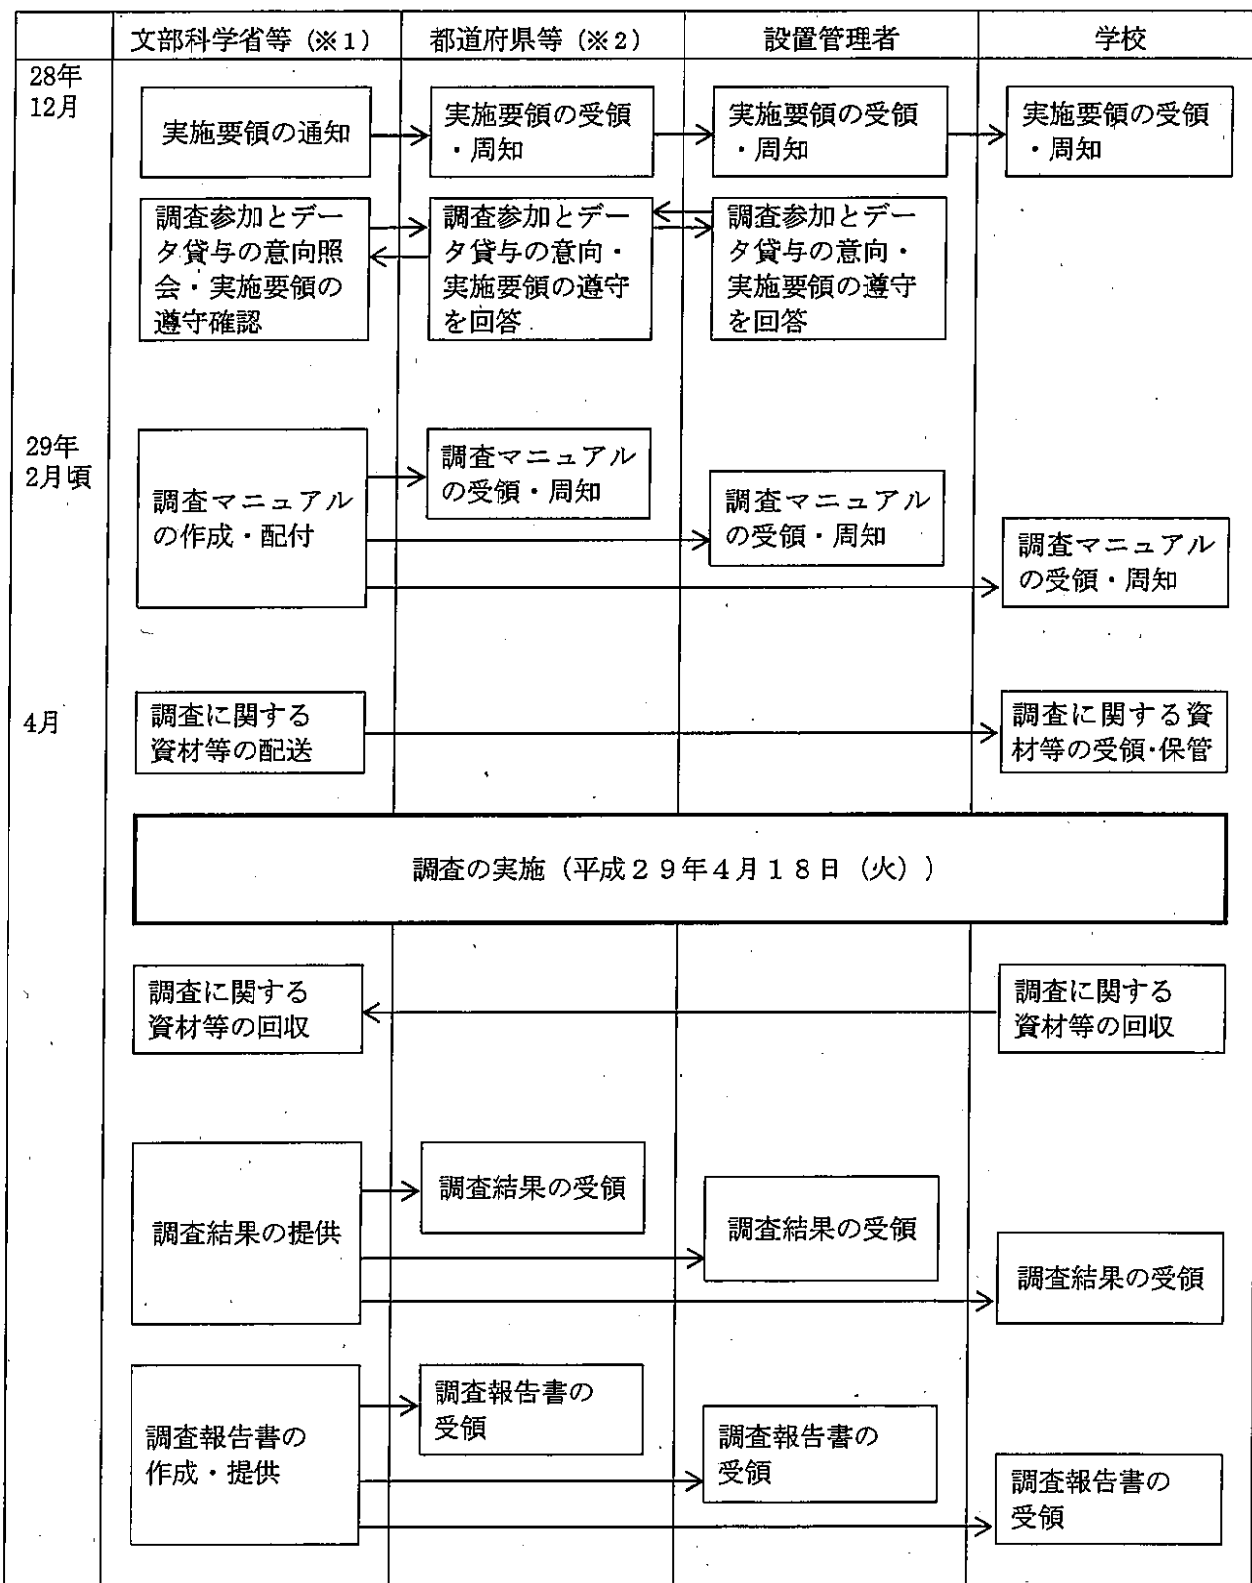 文部科学省等（※1）
都道府県等（※2）
設置管理者
学校
28年
12月
実施要領の通知
実施要領の受領
・周知
実施要領の受領
・周知
実施要領の受領
・周知
調査参加とデー
タ貸与の意向照
会・実施要領の
遵守確認
調査参加とデー
タ貸与の意向・
実施要領の遵守
を回答
調査参加とデー
タ貸与の意向・
実施要領の遵守
を回答
29年
2月頃
調査マニュアル
の作成・配付
調査マニュアル
の受領・周知
調査マニュアル
の受領・周知
調査マニュアル
の受領・周知
4月
調査に関する
資材等の配送
調査に関する資
材等の受領・保管
調査の実施（平成２９年４月１８日（火））
調査に関する
資材等の回収
調査に関する
資材等の回収
調査結果の提供
調査結果の受領
調査結果の受領
調査結果の受領
調査報告書の
作成・提供
調査報告書の
受領
調査報告書の
受領
調査報告書の
受領